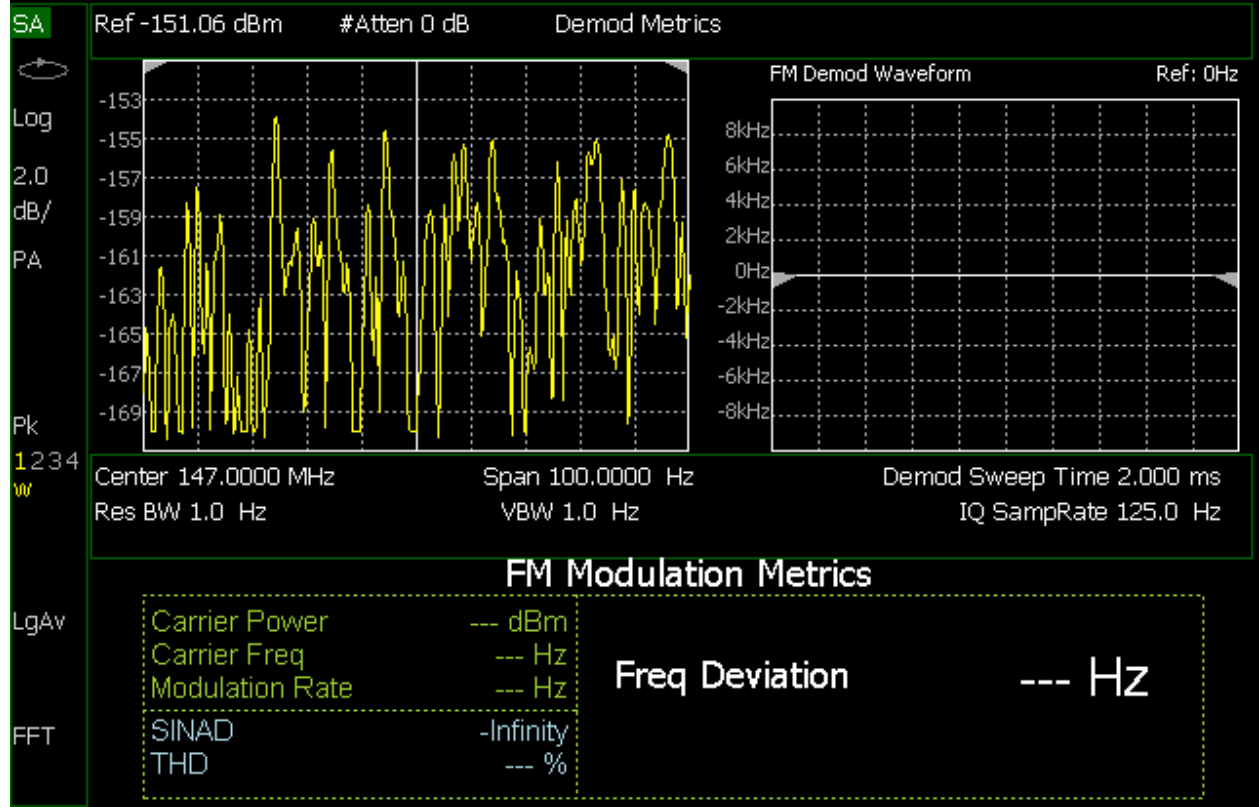 SA
Ref -151.06 dBm #Atten 0 dB Demod Metrics
Log
2.0
dB/
PA
Pk
1234
W
LgAv
FFT
-153
-155
-157
-159
-161
-163
-165
-167
-169
FM Demod Waveform Ref: 0Hz
8kHz
6kHz
4kHz
2kHz
0Hz
-2kHz
-4kHz
-6kHz
-8kHz
Center 147.0000 MHz Span 100.0000 Hz Demod Sweep Time 2.000 ms
Res BW 1.0 Hz VBW 1.0 Hz IQ SampRate 125.0 Hz
FM Modulation Metrics
Carrier Power --- dBm
Carrier Freq --- Hz
Modulation Rate --- Hz
SINAD -Infinity
THD --- %
Freq Deviation --- Hz